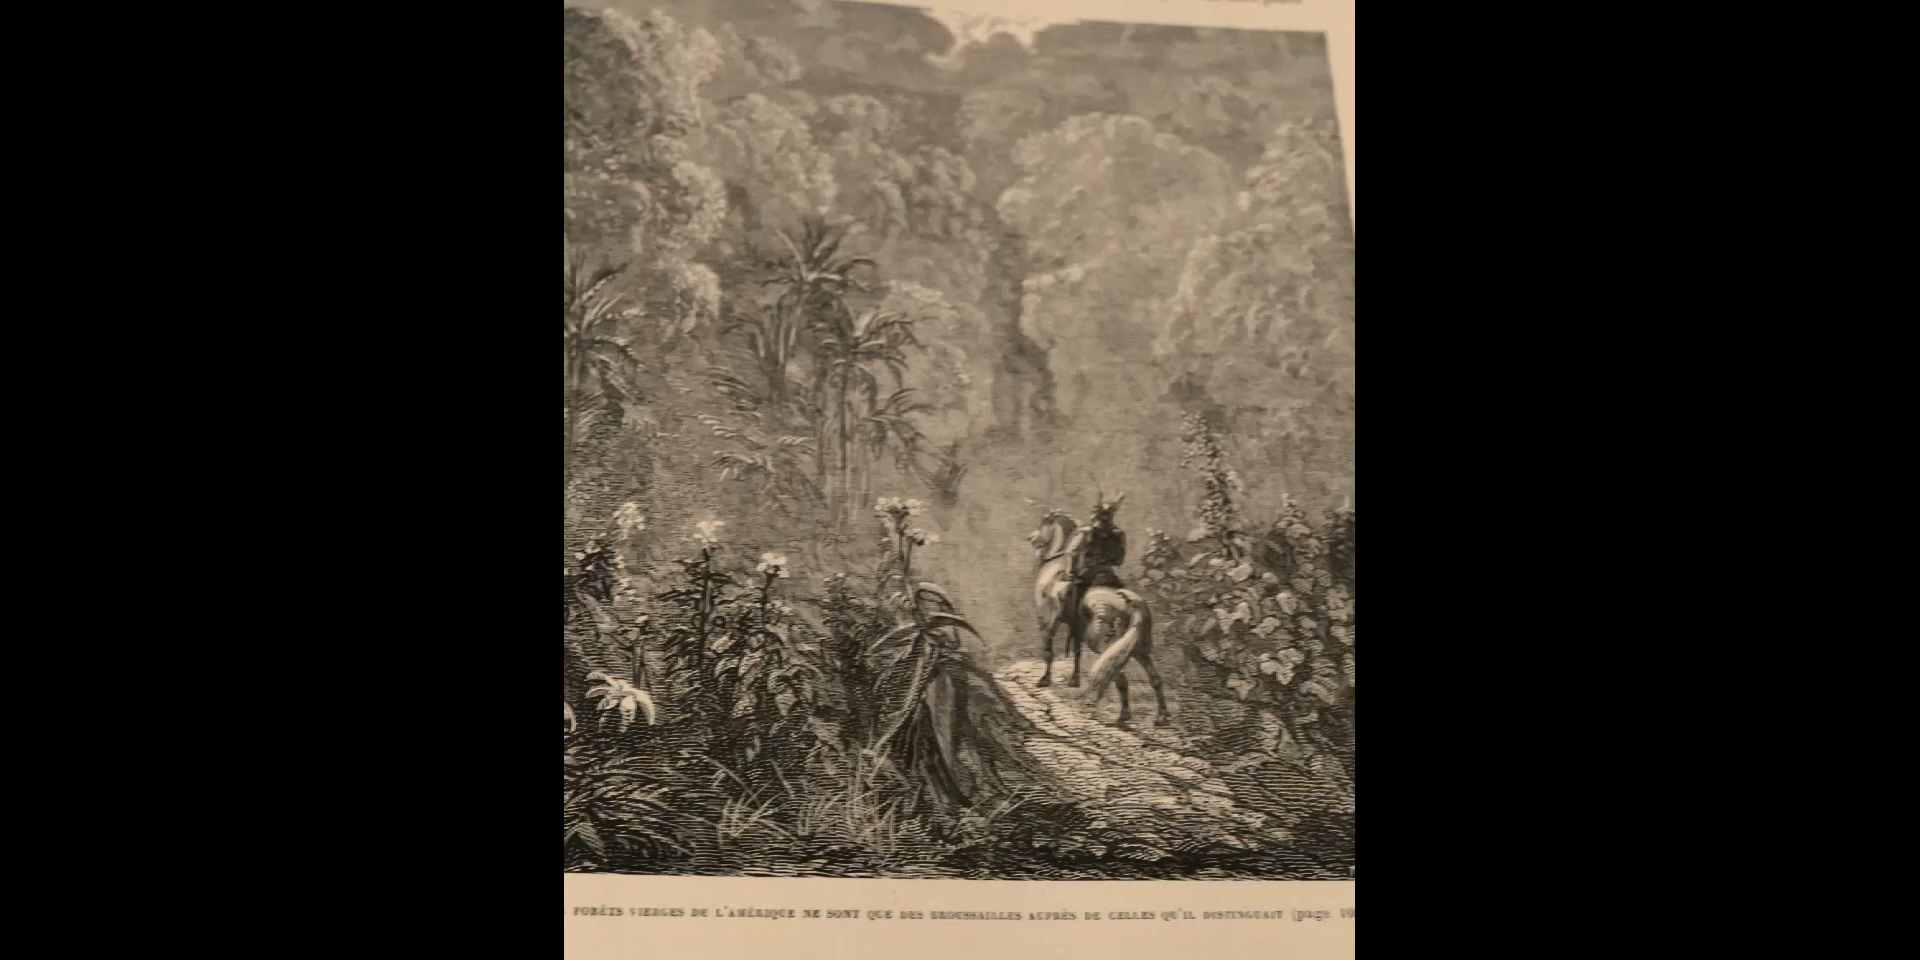 FORÊTS VIERGES DE L'AMÉRIQUE NE SONT QUE DES BROUSSAILLES AUPRÈS DE CELLES QU'IL DISTINGUAIT (page